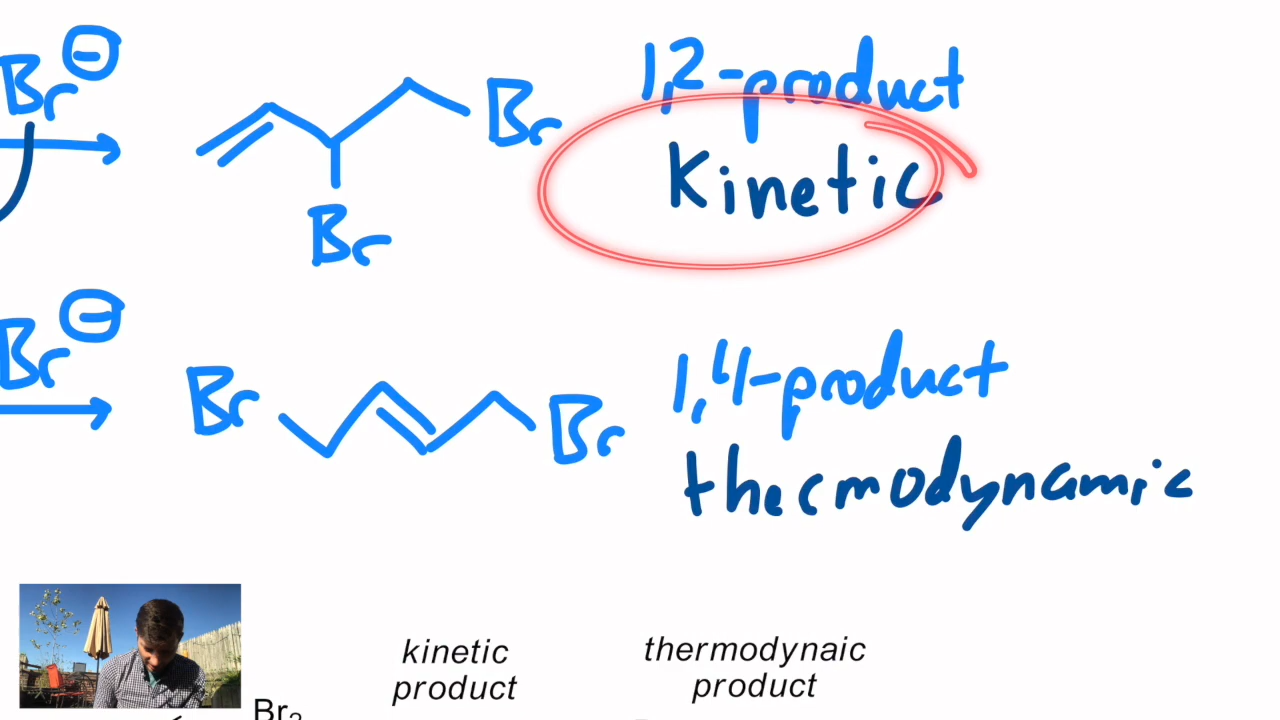 Br⊖
Br
Br
1,2-product
Kinetic
Br⊖
Br
Br
1,4-product
thermodynamic
kinetic
product
thermodynaic
product
Br2